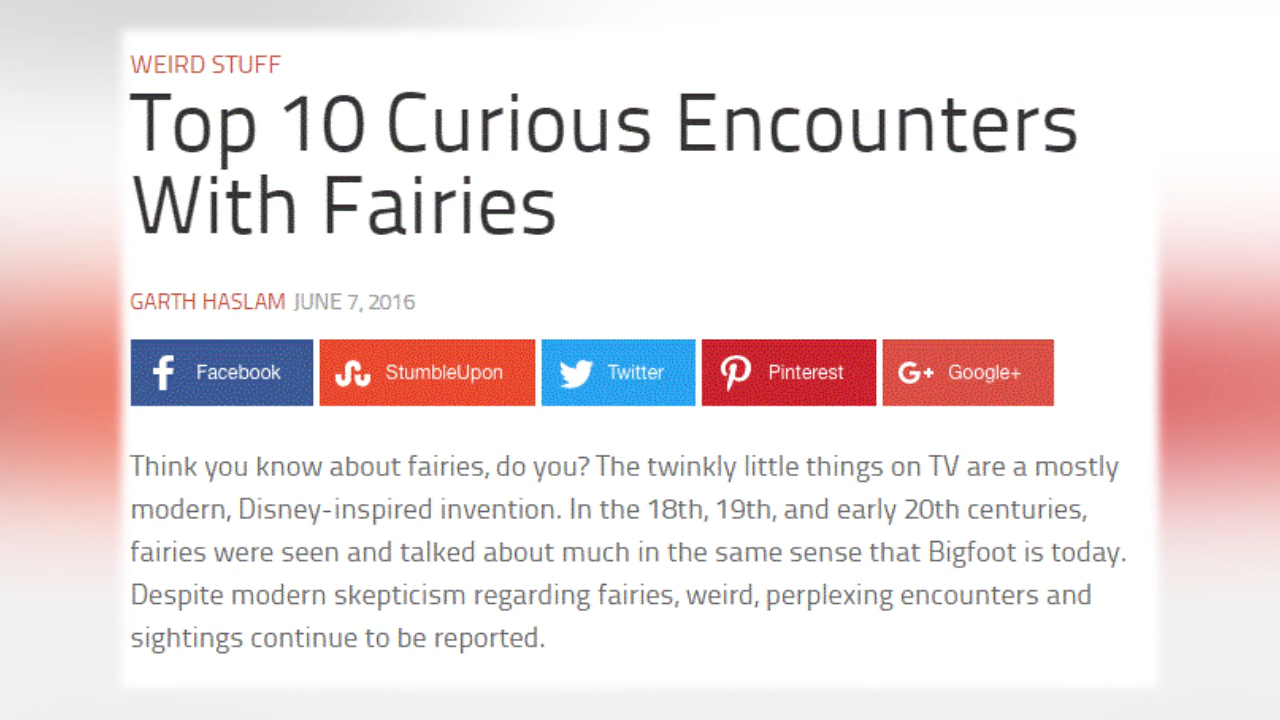 WEIRD STUFF
Top 10 Curious Encounters
With Fairies
GARTH HASLAM JUNE 7, 2016
Facebook StumbleUpon Twitter Pinterest G+ Google+
Think you know about fairies, do you? The twinkly little things on TV are a mostly
modern, Disney-inspired invention. In the 18th, 19th, and early 20th centuries,
fairies were seen and talked about much in the same sense that Bigfoot is today.
Despite modern skepticism regarding fairies, weird, perplexing encounters and
sightings continue to be reported.